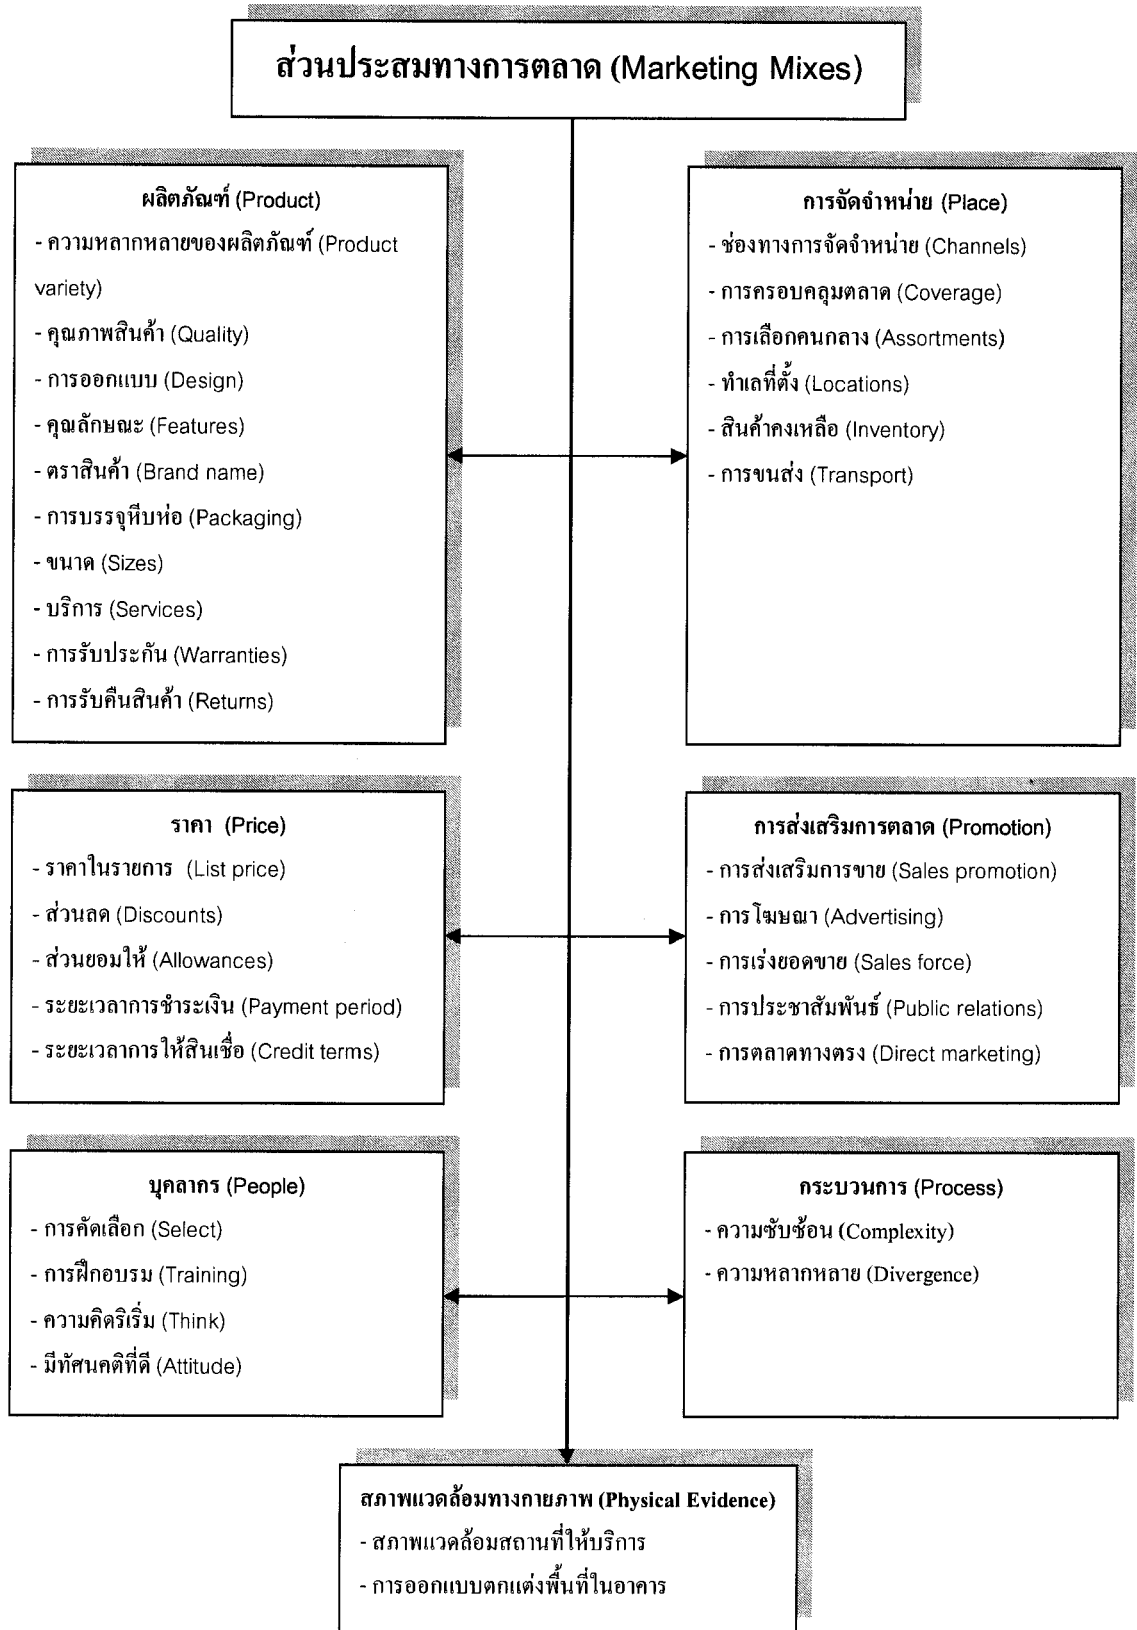 ส่วนประสมทางการตลาด (Marketing Mixes)
ผลิตภัณฑ์ (Product)
- ความหลากหลายของผลิตภัณฑ์ (Product
variety)
- คุณภาพสินค้า (Quality)
- การออกแบบ (Design)
- คุณลักษณะ (Features)
- ตราสินค้า (Brand name)
- การบรรจุหีบห่อ (Packaging)
- ขนาด (Sizes)
- บริการ (Services)
- การรับประกัน (Warranties)
- การรับคืนสินค้า (Returns)
การจัดจำหน่าย (Place)
- ช่องทางการจัดจำหน่าย (Channels)
- การครอบคลุมตลาด (Coverage)
- การเลือกคนกลาง (Assortments)
- ทำเลที่ตั้ง (Locations)
- สินค้าคงเหลือ (Inventory)
- การขนส่ง (Transport)
ราคา (Price)
- ราคาในรายการ (List price)
- ส่วนลด (Discounts)
- ส่วนยอมให้ (Allowances)
- ระยะเวลาการชำระเงิน (Payment period)
- ระยะเวลาการให้สินเชื่อ (Credit terms)
การส่งเสริมการตลาด (Promotion)
- การส่งเสริมการขาย (Sales promotion)
- การโฆษณา (Advertising)
- การเร่งยอดขาย (Sales force)
- การประชาสัมพันธ์ (Public relations)
- การตลาดทางตรง (Direct marketing)
บุคลากร (People)
- การคัดเลือก (Select)
- การฝึกอบรม (Training)
- ความคิดริเริ่ม (Think)
- มีทัศนคติที่ดี (Attitude)
กระบวนการ (Process)
- ความซับซ้อน (Complexity)
- ความหลากหลาย (Divergence)
สภาพแวดล้อมทางกายภาพ (Physical Evidence)
- สภาพแวดล้อมสถานที่ให้บริการ
- การออกแบบตกแต่งพื้นที่ในอาคาร